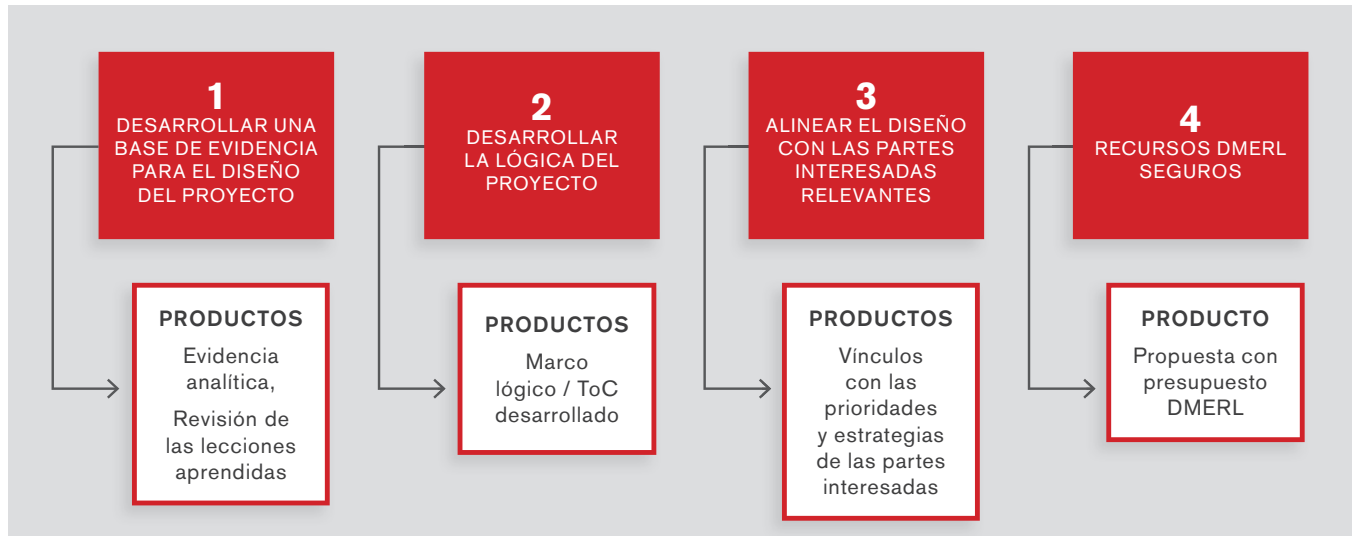 1
DESARROLLAR UNA
BASE DE EVIDENCIA
PARA EL DISEÑO
DEL PROYECTO
PRODUCTOS
Evidencia
analítica,
Revisión de
las lecciones
aprendidas
2
DESARROLLAR
LA LÓGICA DEL
PROYECTO
PRODUCTOS
Marco
lógico / ToC
desarrollado
3
ALINEAR EL DISEÑO
CON LAS PARTES
INTERESADAS
RELEVANTES
PRODUCTOS
Vínculos
con las
prioridades
y estrategias
de las partes
interesadas
4
RECURSOS DMERL
SEGUROS
PRODUCTO
Propuesta con
presupuesto
DMERL